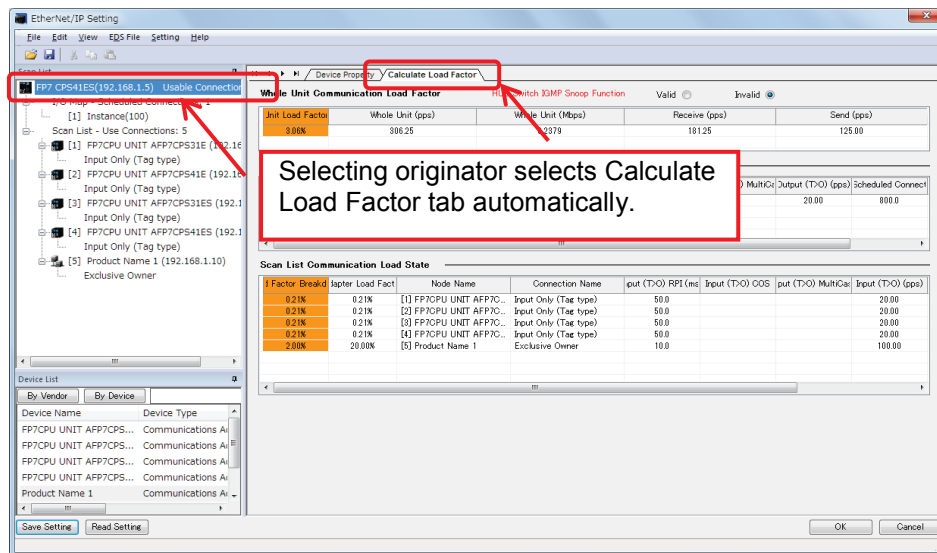 EtherNet/IP Setting
File Edit View EDS File Setting Help
Scan List
FP7 CPS41ES(192.168.1.5) Usable Connection
I/O Map - Scheduled Connections: 1
[1] Instance(100)
Scan List - Use Connections: 5
[1] FP7CPU UNIT AFP7CPS31E (192.16
Input Only (Tag type)
[2] FP7CPU UNIT AFP7CPS41E (192.16
Input Only (Tag type)
[3] FP7CPU UNIT AFP7CPS31ES (192.1
Input Only (Tag type)
[4] FP7CPU UNIT AFP7CPS41ES (192.1
Input Only (Tag type)
[5] Product Name 1 (192.168.1.10)
Exclusive Owner
Device List
By Vendor By Device
Device Name Device Type
FP7CPU UNIT AFP7CPS... Communications A
FP7CPU UNIT AFP7CPS... Communications A
FP7CPU UNIT AFP7CPS... Communications A
FP7CPU UNIT AFP7CPS... Communications A
Product Name 1 Communications A
Save Setting Read Setting
Device Property Calculate Load Factor
Whole Unit Communication Load Factor Switch IGMP Snoop Function Valid Invalid
Unit Load Factor Whole Unit (pps) Whole Unit (Mbps) Receive (pps) Send (pps)
3.06% 306.25 2379 181.25 125.00
Selecting originator selects Calculate
Load Factor tab automatically.
) MultiCa Output (T>O) (pps) Scheduled Connect
20.00 800.0
Scan List Communication Load State
d Factor Breakd dapter Load Fact Node Name Connection Name put (T>O) RPI (ms Input (T>O) COS put (T>O) MultiCas Input (T>O) (pps)
0.21% 0.21% [1] FP7CPU UNIT AFP7C... Input Only (Tag type) 50.0 20.00
0.21% 0.21% [2] FP7CPU UNIT AFP7C... Input Only (Tag type) 50.0 20.00
0.21% 0.21% [3] FP7CPU UNIT AFP7C... Input Only (Tag type) 50.0 20.00
0.21% 0.21% [4] FP7CPU UNIT AFP7C... Input Only (Tag type) 50.0 20.00
2.00% 20.00% [5] Product Name 1 Exclusive Owner 10.0 100.00
OK Cancel